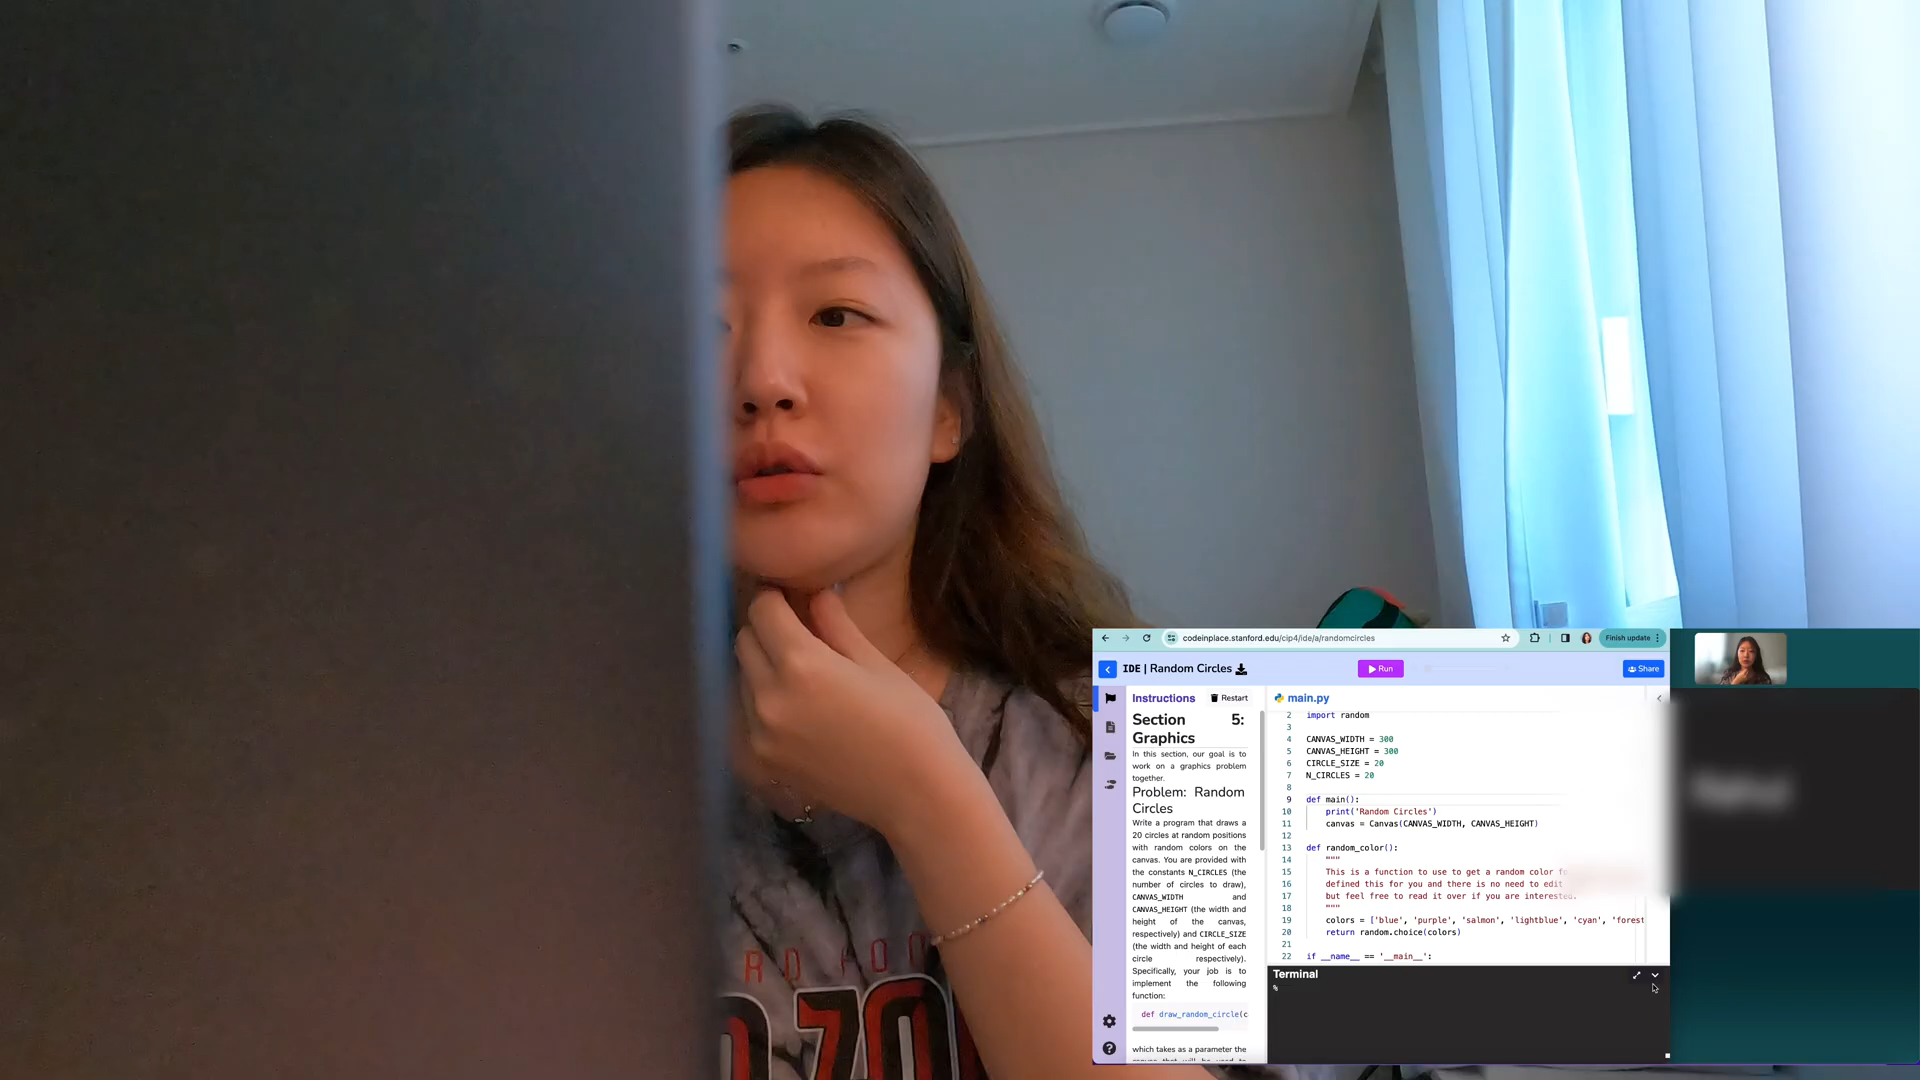 RD FOO
ZO
codeinplace.stanford.edu/cip4/ide/a/randomcircles
Finish update
IDE | Random Circles
Run
Share
Instructions
Restart
Section 5:
Graphics
In this section, our goal is to
work on a graphics problem
together.
Problem: Random
Circles
Write a program that draws a
20 circles at random positions
with random colors on the
canvas. You are provided with
the constants N_CIRCLES (the
number of circles to draw),
CANVAS_WIDTH and
CANVAS_HEIGHT (the width and
height of the canvas,
respectively) and CIRCLE_SIZE
(the width and height of each
circle respectively).
Specifically, your job is to
implement the following
function:
def draw_random_circle(c
which takes as a parameter the
main.py
2 import random
3
4 CANVAS_WIDTH = 300
5 CANVAS_HEIGHT = 300
6 CIRCLE_SIZE = 20
7 N_CIRCLES = 20
8
9 def main():
10 print('Random Circles')
11 canvas = Canvas(CANVAS_WIDTH, CANVAS_HEIGHT)
12
13 def random_color():
14 """
15 This is a function to use to get a random color
16 defined this for you and there is no need to edit
17 but feel free to read it over if you are interested.
18 """
19 colors = ['blue', 'purple', 'salmon', 'lightblue', 'cyan', 'forest
20 return random.choice(colors)
21
22 if __name__ == '__main__':
Terminal
%